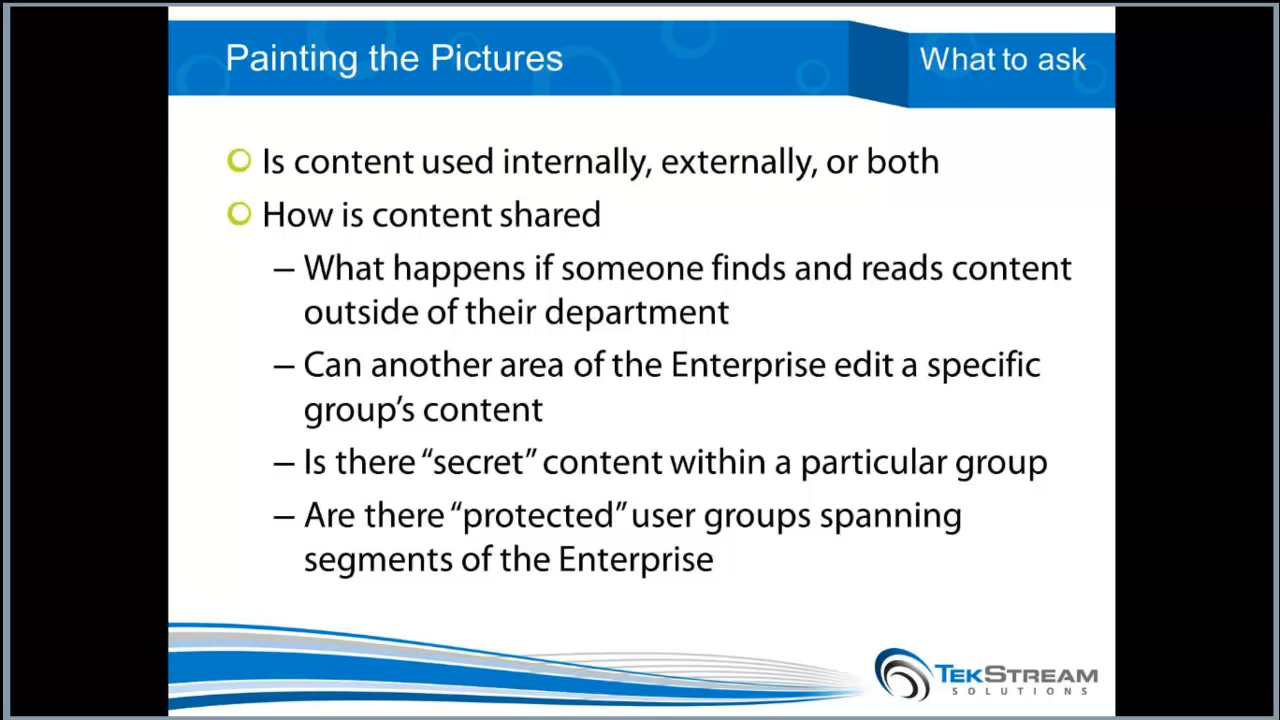 Painting the Pictures
What to ask
Is content used internally, externally, or both
How is content shared
– What happens if someone finds and reads content
outside of their department
– Can another area of the Enterprise edit a specific
group’s content
– Is there “secret” content within a particular group
– Are there “protected” user groups spanning
segments of the Enterprise
TEKSTREAM
SOLUTIONS